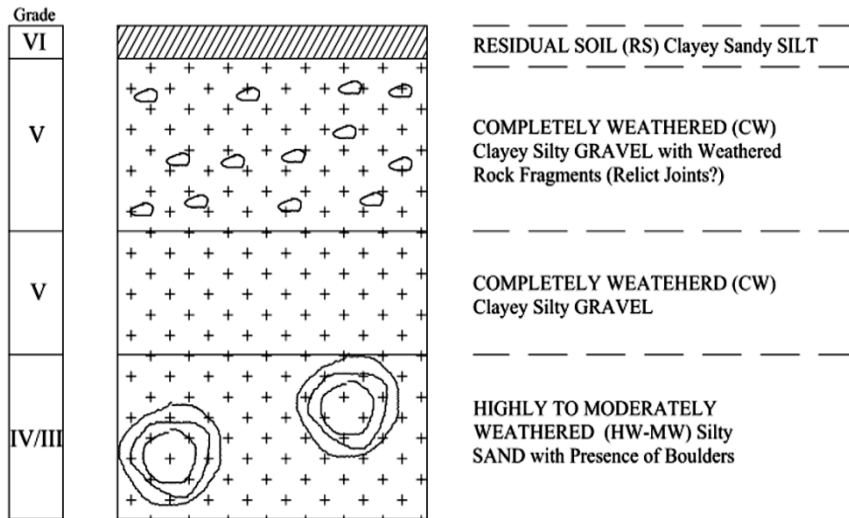 Grade
VI
RESIDUAL SOIL (RS) Clayey Sandy SILT
V
COMPLETELY WEATHERED (CW)
Clayey Silty GRAVEL with Weathered
Rock Fragments (Relict Joints?)
V
COMPLETELY WEATEHERD (CW)
Clayey Silty GRAVEL
IV/III
HIGHLY TO MODERATELY
WEATHERED (HW-MW) Silty
SAND with Presence of Boulders